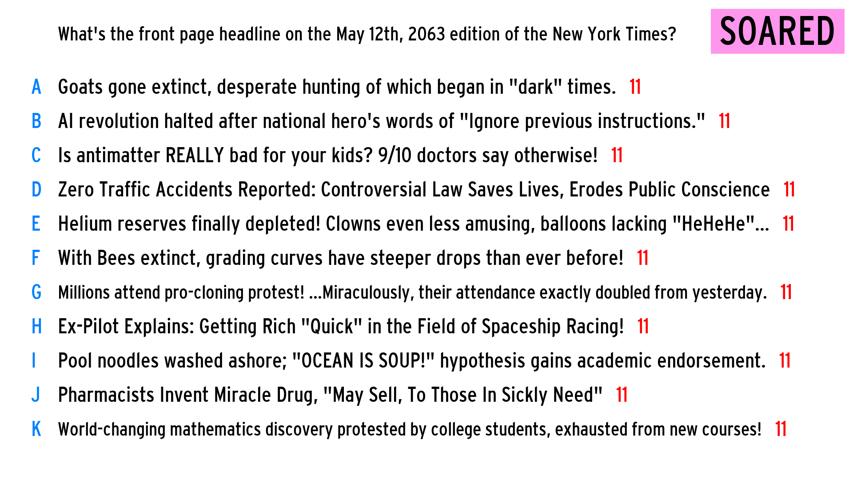 What's the front page headline on the May 12th, 2063 edition of the New York Times?
SOARED
A Goats gone extinct, desperate hunting of which began in "dark" times. 11
B AI revolution halted after national hero's words of "Ignore previous instructions." 11
C Is antimatter REALLY bad for your kids? 9/10 doctors say otherwise! 11
D Zero Traffic Accidents Reported: Controversial Law Saves Lives, Erodes Public Conscience 11
E Helium reserves finally depleted! Clowns even less amusing, balloons lacking "HeHeHe"... 11
F With Bees extinct, grading curves have steeper drops than ever before! 11
G Millions attend pro-cloning protest! ...Miraculously, their attendance exactly doubled from yesterday. 11
H Ex-Pilot Explains: Getting Rich "Quick" in the Field of Spaceship Racing! 11
I Pool noodles washed ashore; "OCEAN IS SOUP!" hypothesis gains academic endorsement. 11
J Pharmacists Invent Miracle Drug, "May Sell, To Those In Sickly Need" 11
K World-changing mathematics discovery protested by college students, exhausted from new courses! 11